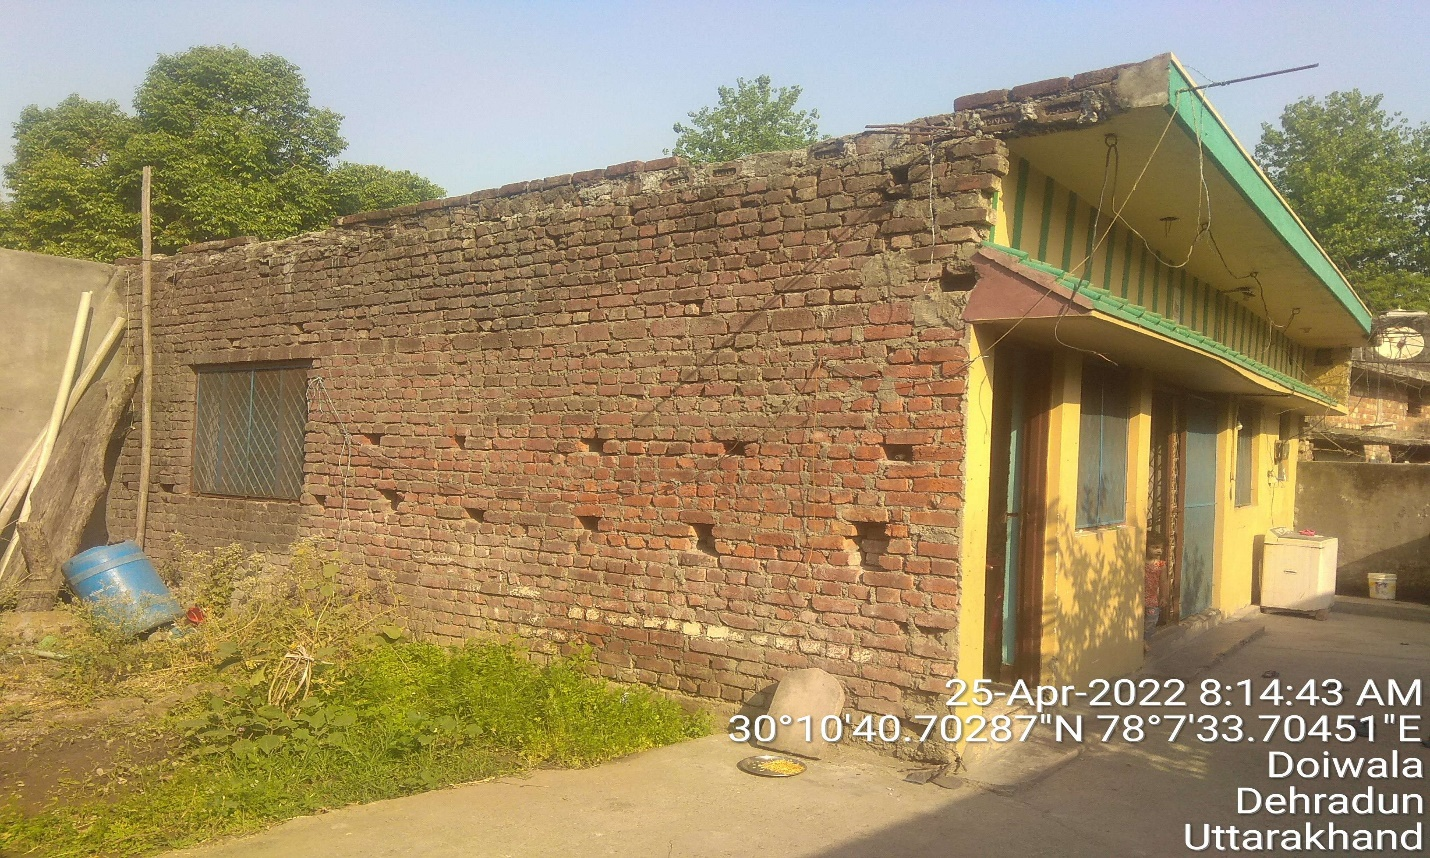 25-Apr-2022 8:14:43 AM
30°10'40.70287"N 78°7'33.70451"E
Doiwala
Dehradun
Uttarakhand